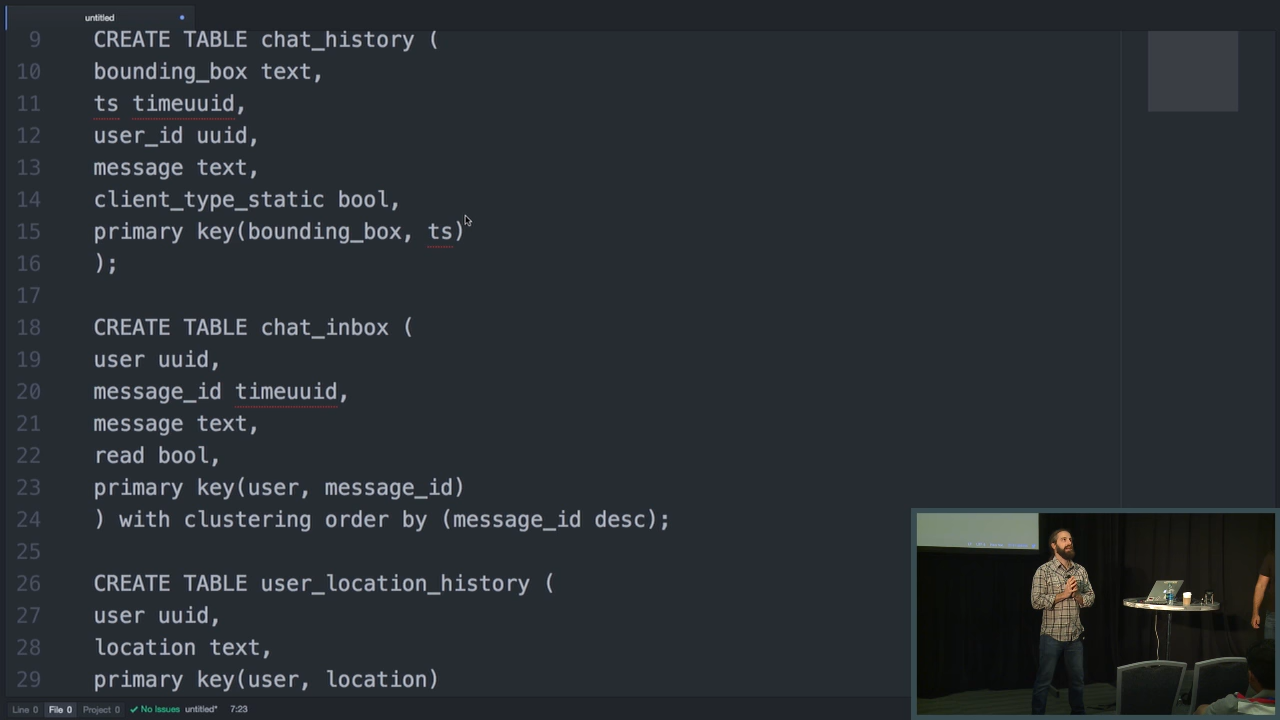 untitled
9 CREATE TABLE chat_history (
10 bounding_box text,
11 ts timeuuid,
12 user_id uuid,
13 message text,
14 client_type_static bool,
15 primary key(bounding_box, ts)
16 );
17
18 CREATE TABLE chat_inbox (
19 user uuid,
20 message_id timeuuid,
21 message text,
22 read bool,
23 primary key(user, message_id)
24 ) with clustering order by (message_id desc);
25
26 CREATE TABLE user_location_history (
27 user uuid,
28 location text,
29 primary key(user, location)
Line 0 File 0 Project 0 No Issues untitled* 7:23